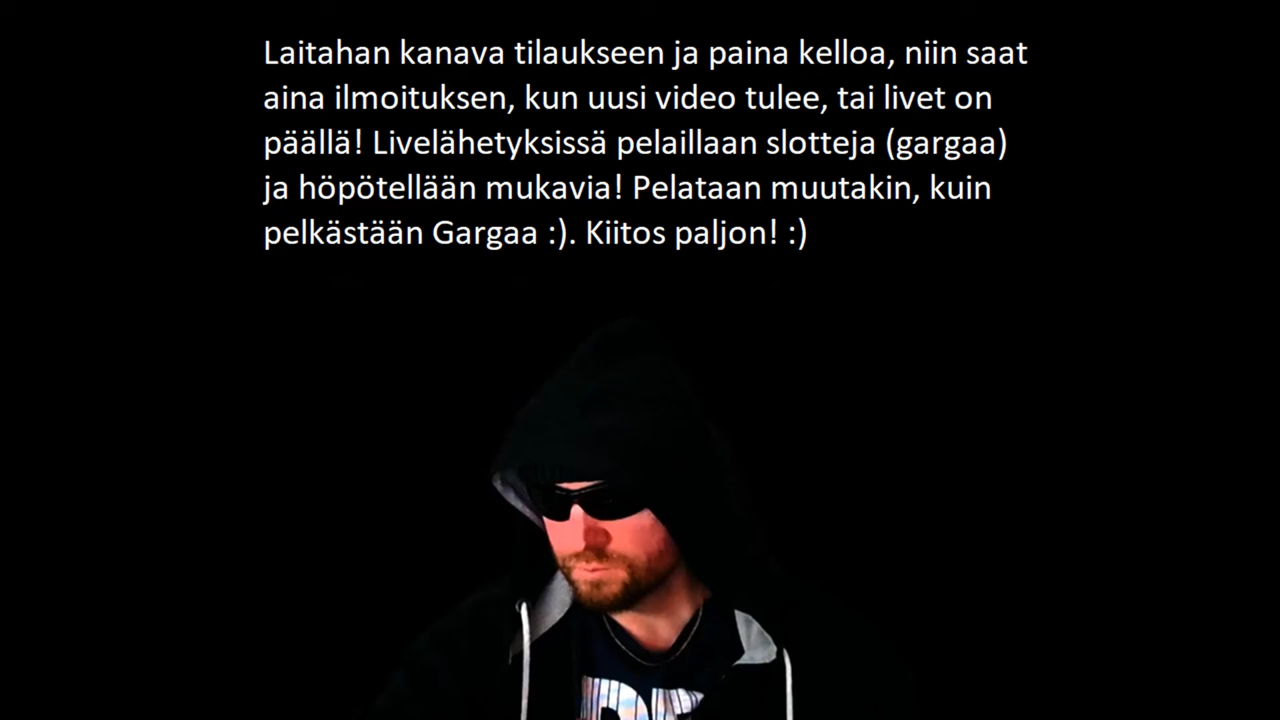 Laitahan kanava tilaukseen ja paina kelloa, niin saat
aina ilmoituksen, kun uusi video tulee, tai livet on
päällä! Livelähetyksissä pelaillaan slotteja (gargaa)
ja höpötellään mukavia! Pelataan muutakin, kuin
pelkästään Gargaa :). Kiitos paljon! :)